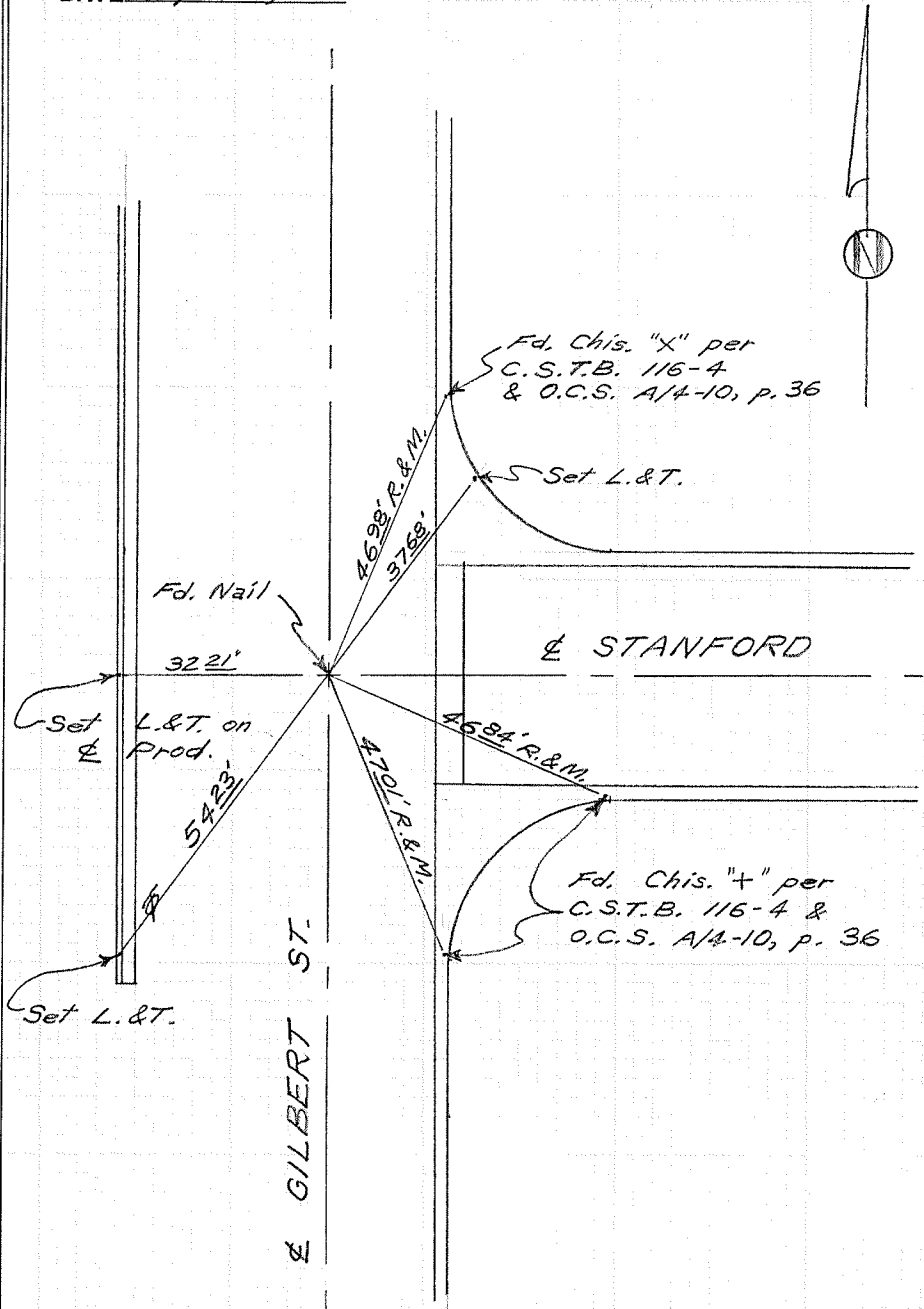 N
Fd. Chis. "X" per
C.S.T.B. 116-4
& O.C.S. A/4-10, p. 36
46 98' R.&M.
Set L.&T.
37 68'
Fd. Nail
32 21'
℄ STANFORD
Set L.&T. on
℄ Prod.
46 84' R.&M.
54 23'
47 01' R.&M.
Fd. Chis. "+" per
C.S.T.B. 116-4 &
O.C.S. A/4-10, p. 36
Set L.&T.
℄ GILBERT ST.